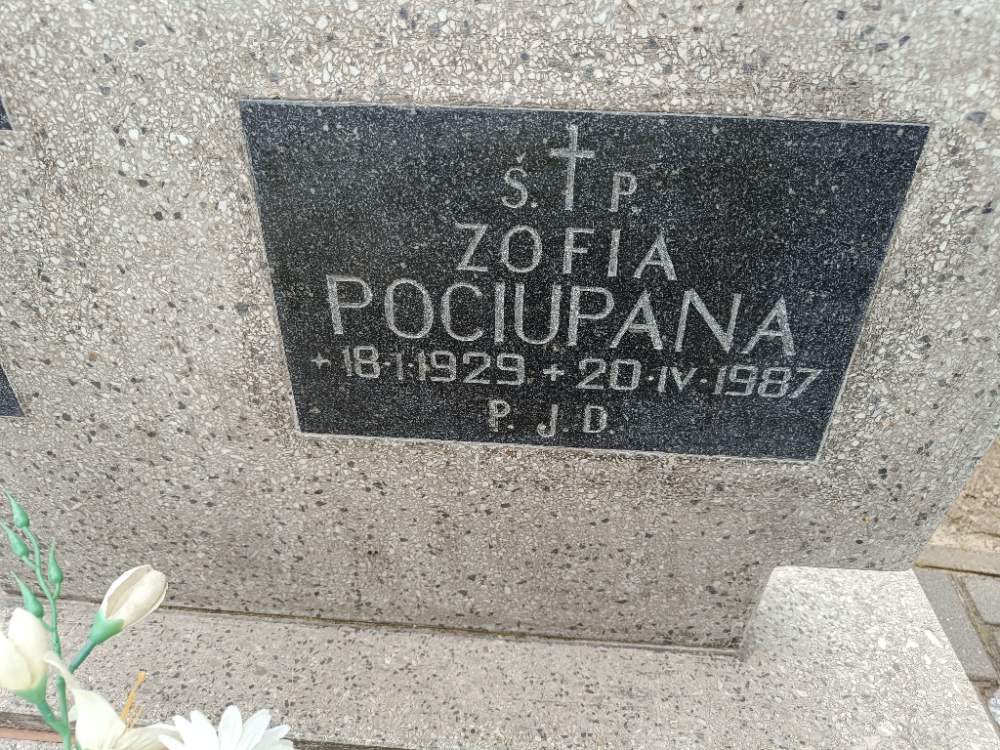 Ś. P.
ZOFIA
POCIUPANA
+ 18·1·1929 + 20·IV·1987
P. J. D.